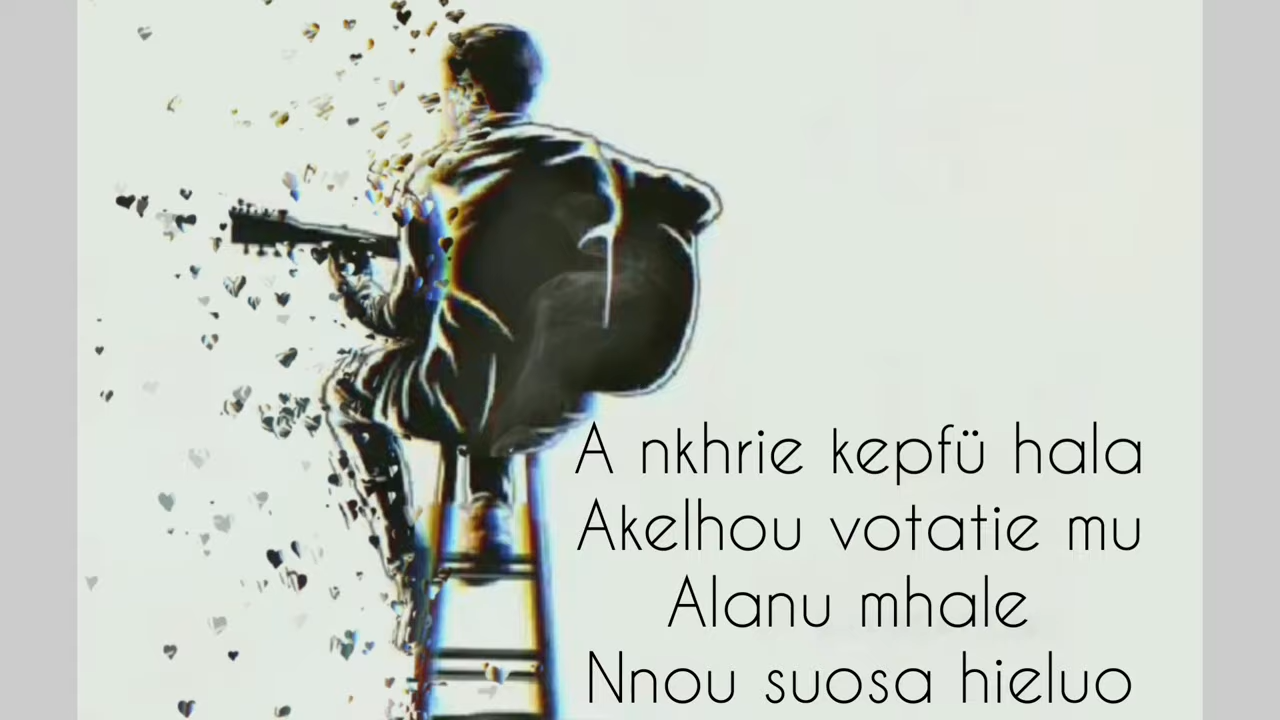 A nkhrie kepfü hala
Akelhou votatie mu
Alanu mhale
Nnou suosa hieluo